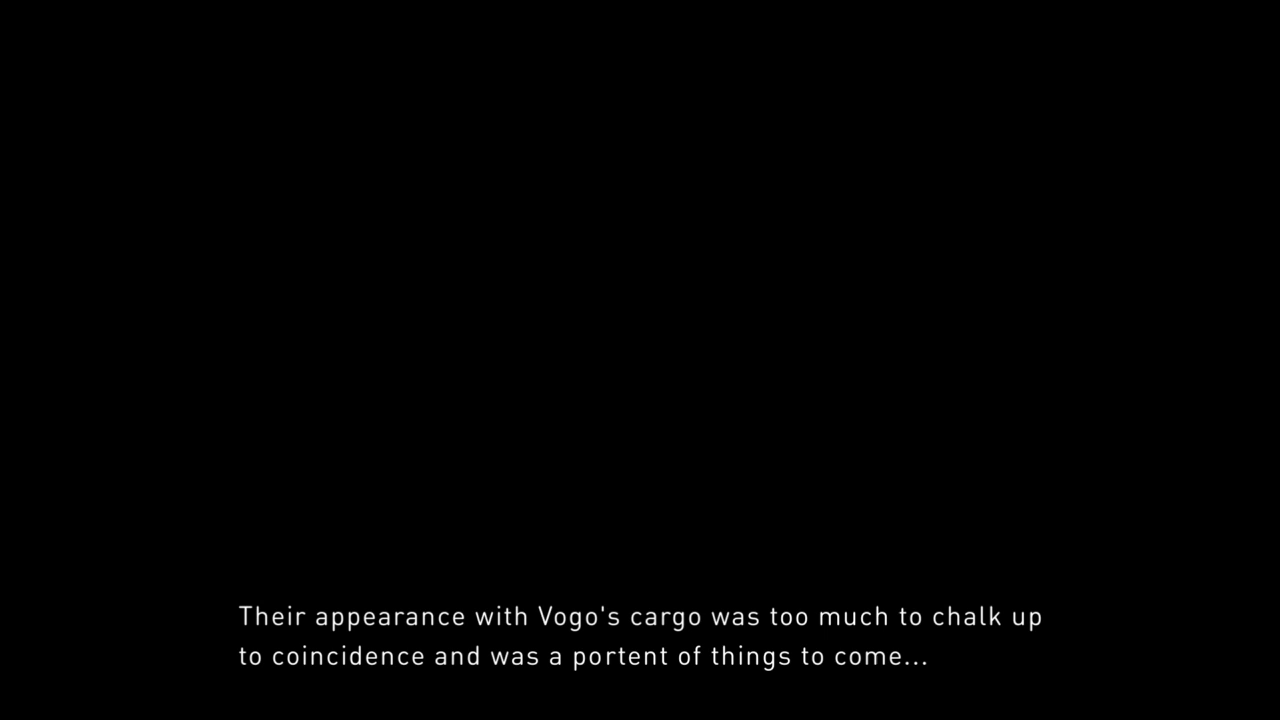 Their appearance with Vogo's cargo was too much to chalk up
to coincidence and was a portent of things to come...